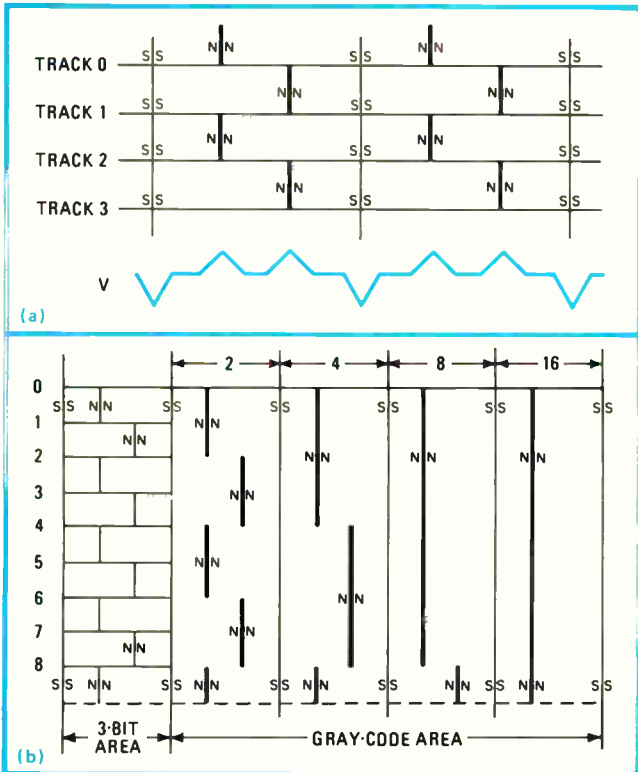 N N N N
S S S S S S
TRACK 0
N N N N
S S S S S S
TRACK 1
N N N N
S S S S S S
TRACK 2
N N N N
S S S S S S
TRACK 3
V
(a)
2 4 8 16
0
S S N N S S S S S S S S S S
1 N N
N N
2 N N N N N N
3 N N
4
5 N N
N N
6
7 N N
N N
8
S S N N S S N N S S N N S S N N S S N N S S
3-BIT
AREA
GRAY-CODE AREA
(b)